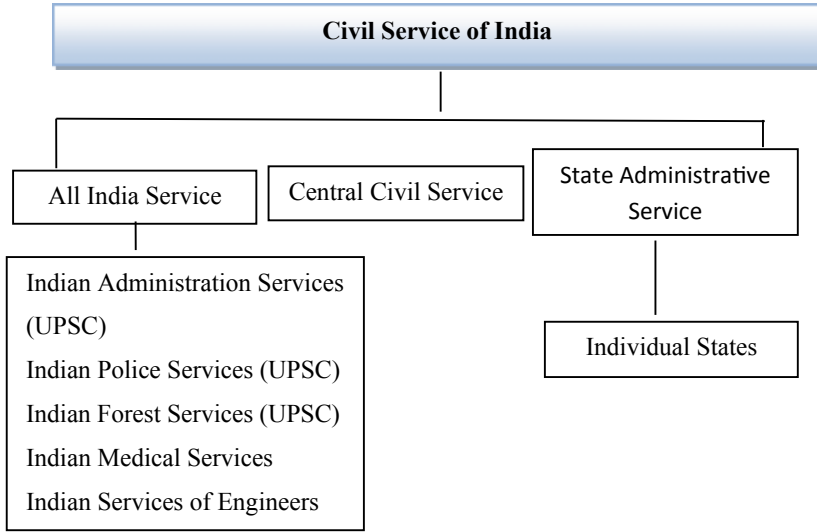 Civil Service of India
All India Service
Central Civil Service
State Administrative
Service
Indian Administration Services
(UPSC)
Indian Police Services (UPSC)
Indian Forest Services (UPSC)
Indian Medical Services
Indian Services of Engineers
Individual States